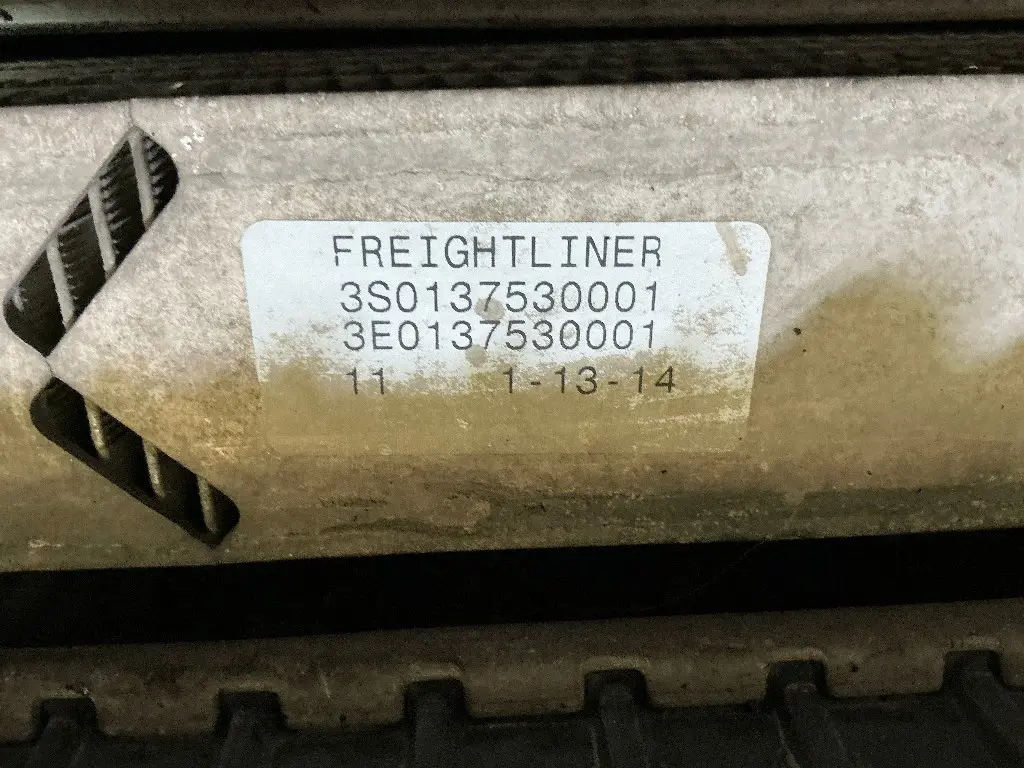 FREIGHTLINER
3S0137530001
3E0137530001
11 1-13-14